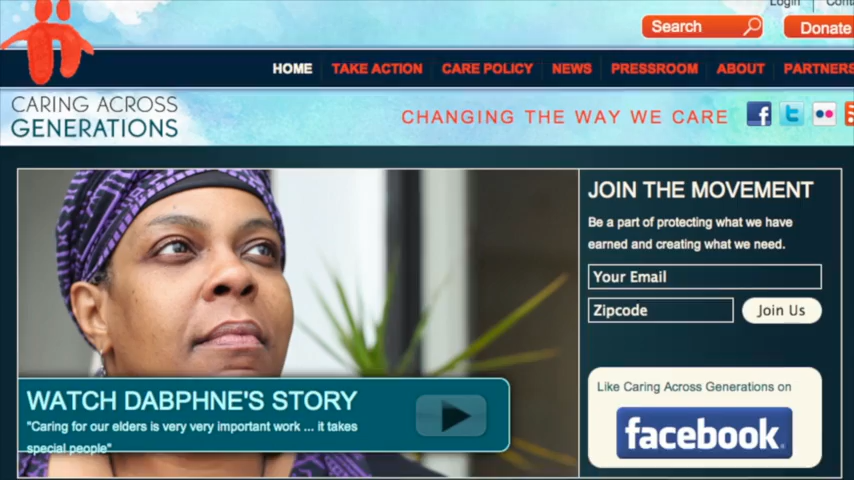 Login
Search
Donate
HOME TAKE ACTION CARE POLICY NEWS PRESSROOM ABOUT PARTNERS
CARING ACROSS
GENERATIONS
CHANGING THE WAY WE CARE
JOIN THE MOVEMENT
Be a part of protecting what we have
earned and creating what we need.
Your Email
Zipcode
Join Us
WATCH DABPHNE'S STORY
"Caring for our elders is very very important work ... it takes
special people"
Like Caring Across Generations on
facebook.